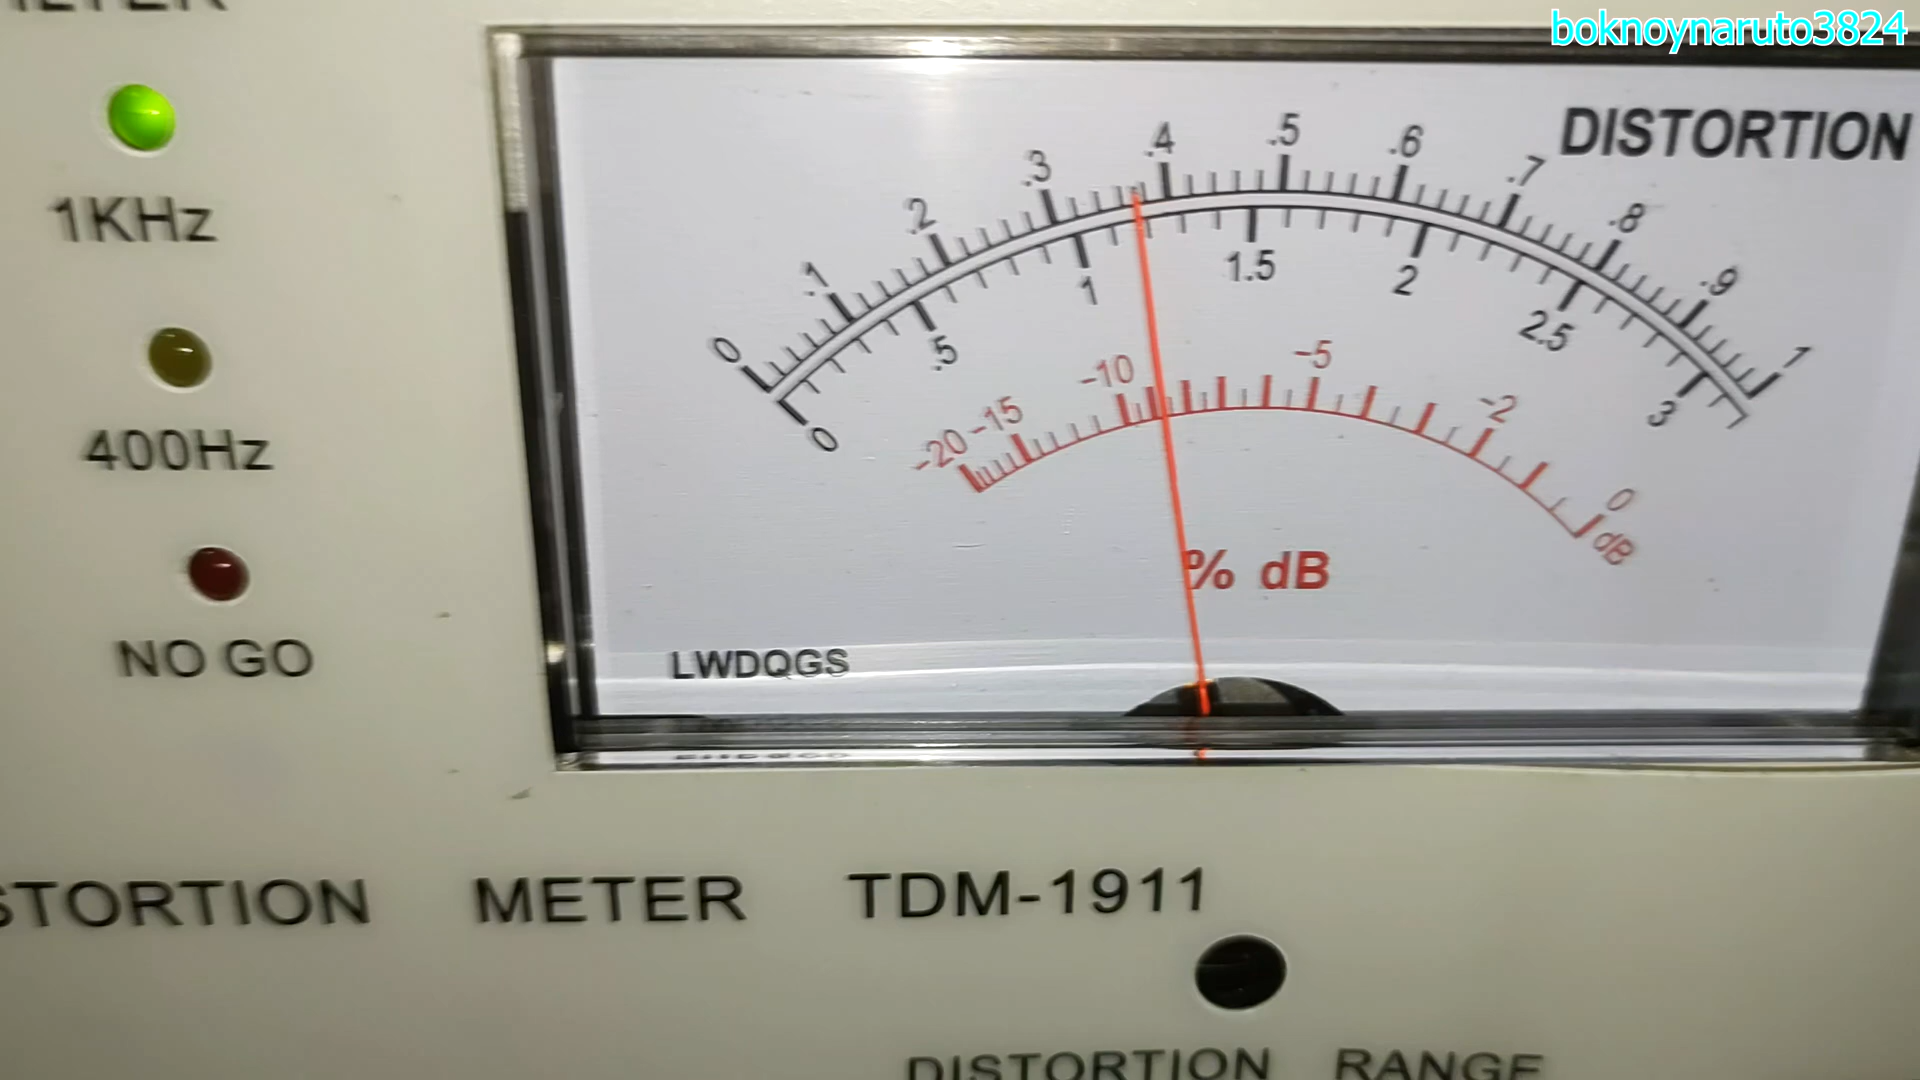 boknoynaruto3824
DISTORTION
0 .1 .2 .3 .4 .5 .6 .7 .8 .9 1
0 .5 1 1.5 2 2.5 3
-20 -15 -10 -5 -2 0 dB
% dB
LWDQGS
1KHz
400Hz
NO GO
STORTION METER TDM-1911
DISTORTION RANGE